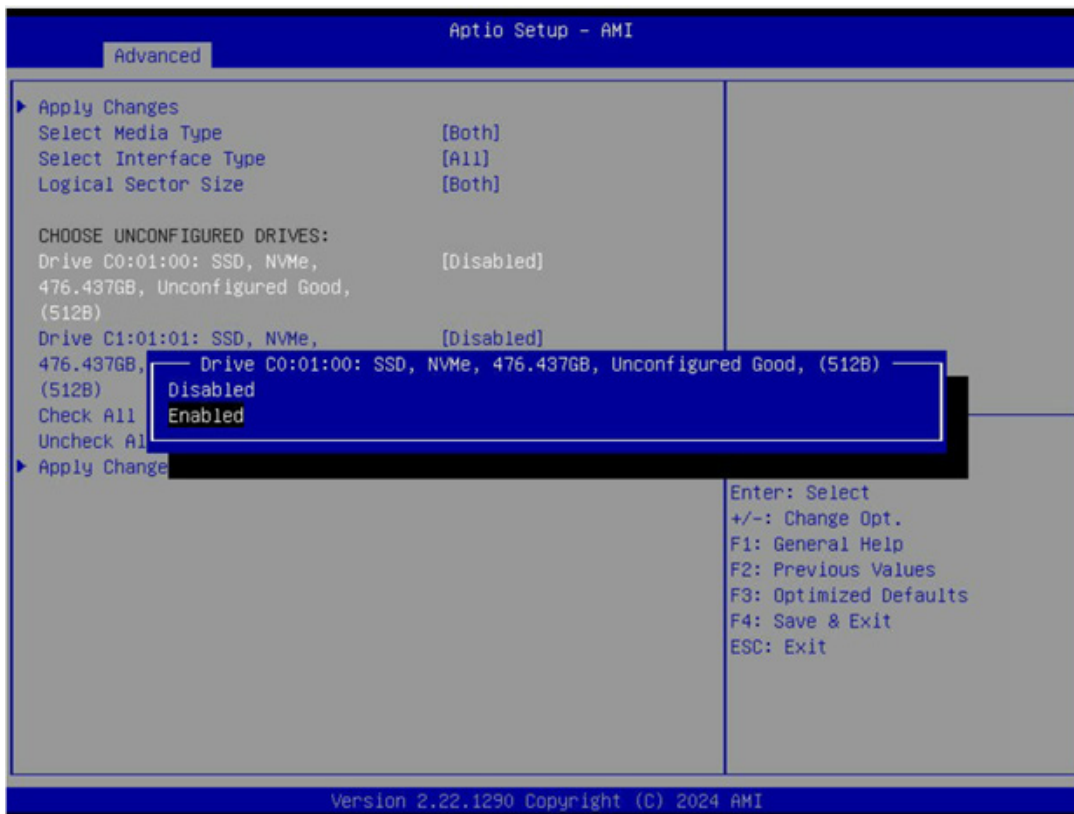 Aptio Setup – AMI
Advanced
Apply Changes
Select Media Type [Both]
Select Interface Type [All]
Logical Sector Size [Both]
CHOOSE UNCONFIGURED DRIVES:
Drive C0:01:00: SSD, NVMe, [Disabled]
476.437GB, Unconfigured Good,
(512B)
Drive C1:01:01: SSD, NVMe, [Disabled]
476.437GB,
(512B)
Check All
Uncheck Al
Apply Change
Drive C0:01:00: SSD, NVMe, 476.437GB, Unconfigured Good, (512B)
Disabled
Enabled
Enter: Select
+/-: Change Opt.
F1: General Help
F2: Previous Values
F3: Optimized Defaults
F4: Save & Exit
ESC: Exit
Version 2.22.1290 Copyright (C) 2024 AMI